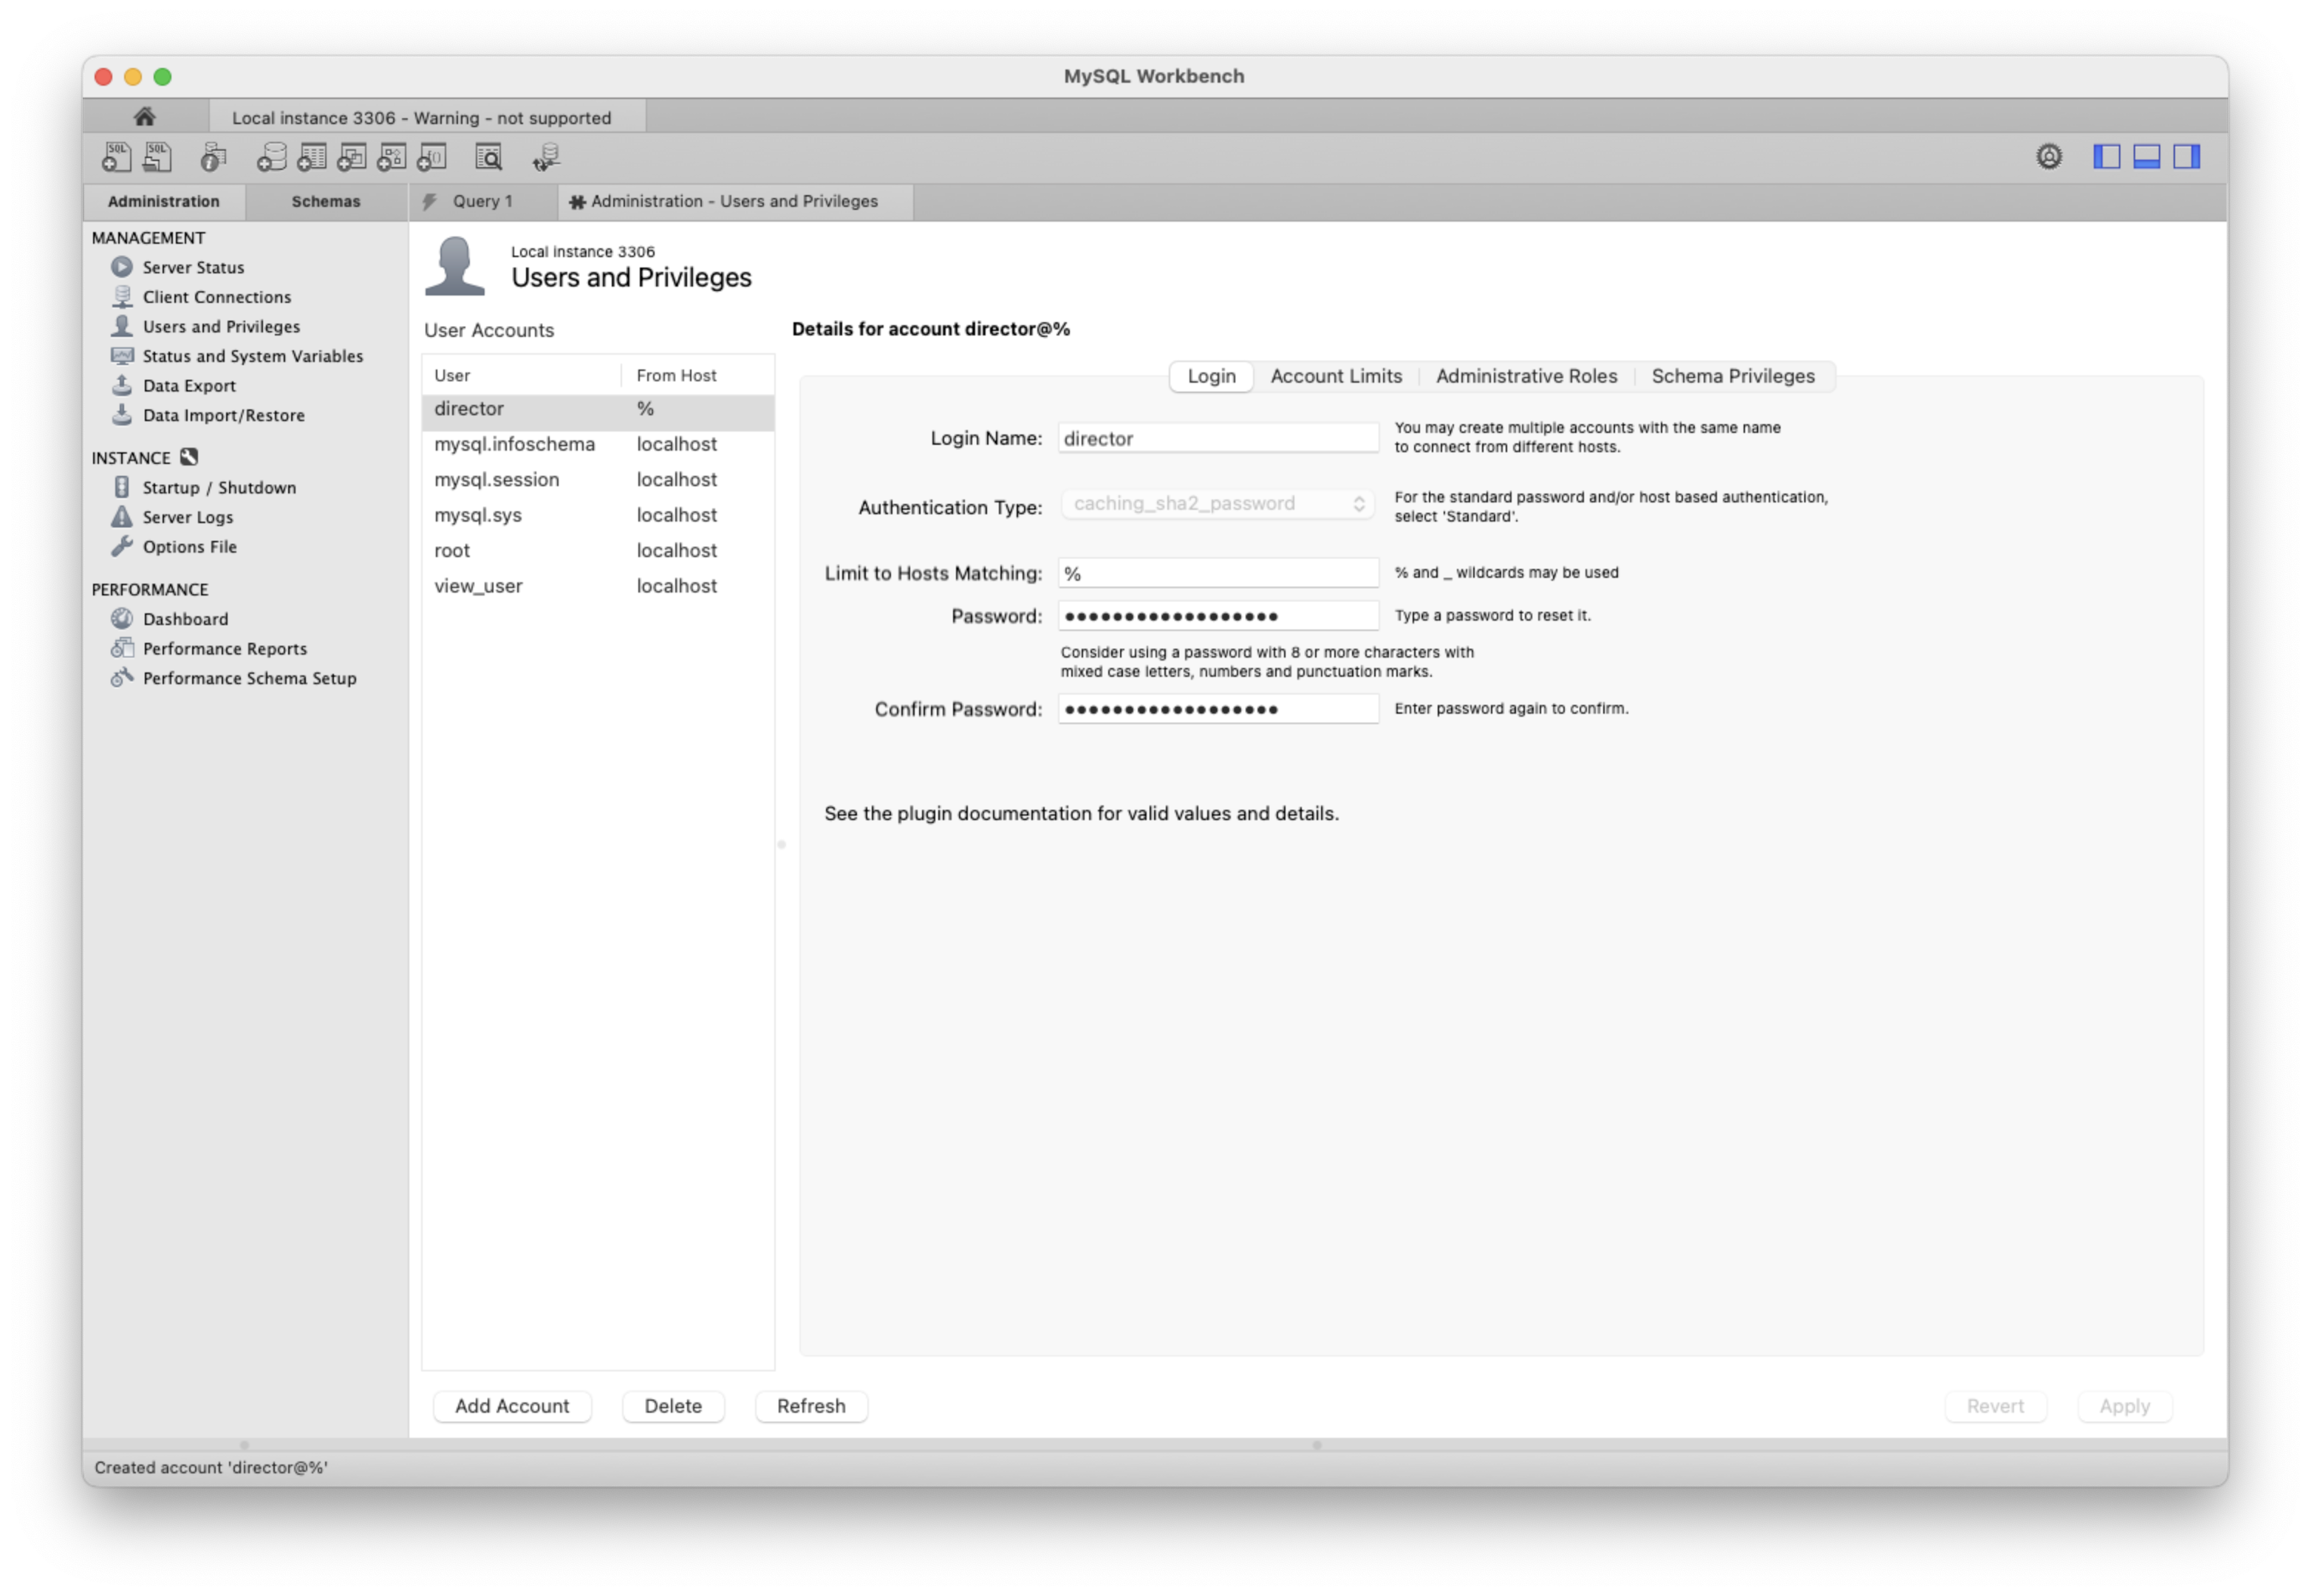 MySQL Workbench
Local instance 3306 - Warning - not supported
SQL SQL
Administration Schemas Query 1 Administration - Users and Privileges
MANAGEMENT
Server Status
Client Connections
Users and Privileges
Status and System Variables
Data Export
Data Import/Restore
INSTANCE
Startup / Shutdown
Server Logs
Options File
PERFORMANCE
Dashboard
Performance Reports
Performance Schema Setup
Local instance 3306
Users and Privileges
User Accounts
User From Host
director %
mysql.infoschema localhost
mysql.session localhost
mysql.sys localhost
root localhost
view_user localhost
Add Account Delete Refresh
Details for account director@%
Login Account Limits Administrative Roles Schema Privileges
Login Name: director
You may create multiple accounts with the same name
to connect from different hosts.
Authentication Type: caching_sha2_password
For the standard password and/or host based authentication,
select 'Standard'.
Limit to Hosts Matching: % % and _ wildcards may be used
Password: •••••••••••••••••• Type a password to reset it.
Consider using a password with 8 or more characters with
mixed case letters, numbers and punctuation marks.
Confirm Password: •••••••••••••••••• Enter password again to confirm.
See the plugin documentation for valid values and details.
Revert Apply
Created account 'director@%'